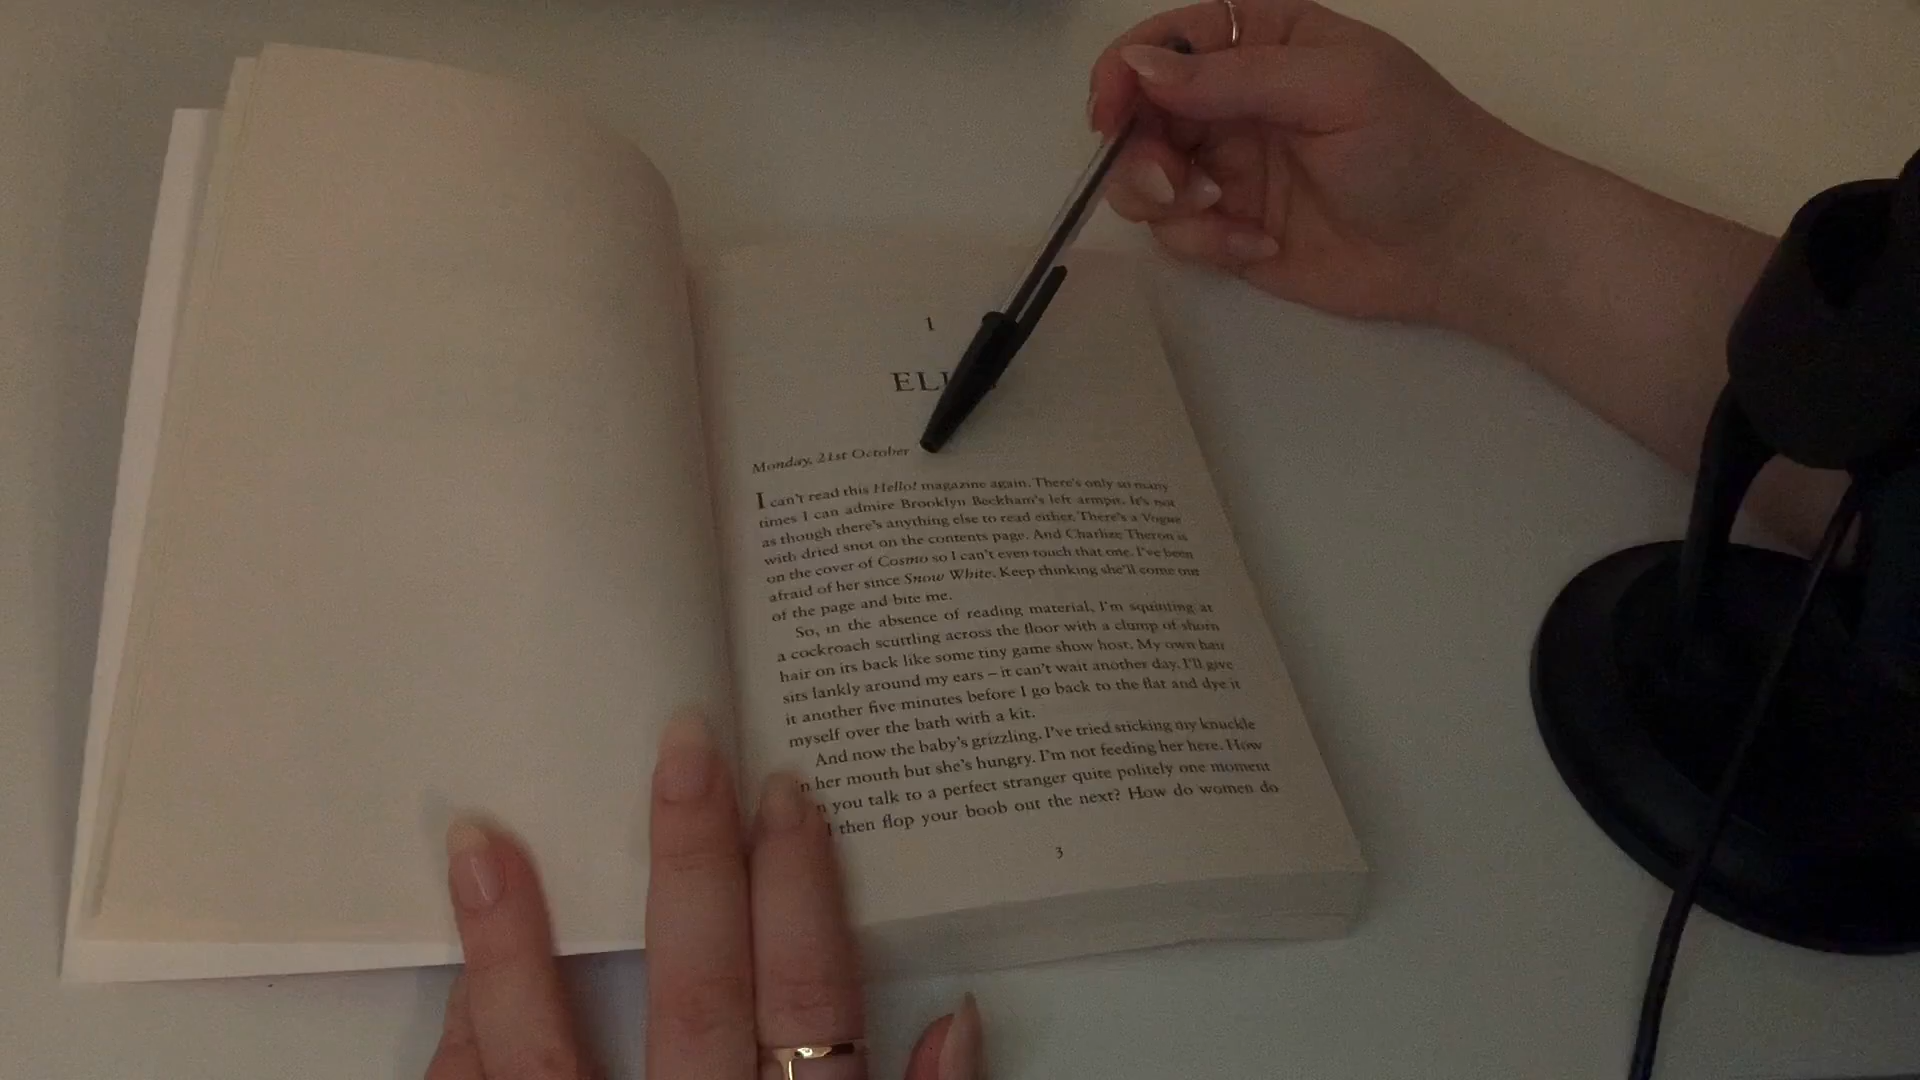 1
Monday, 21st October
I can't read this Hello! magazine again. There's only so many
times I can admire Brooklyn Beckham's left armpit. It's not
as though there's anything else to read either. There's a Vogue
with dried snot on the contents page. And Charlize Theron is
on the cover of Cosmo so I can't even touch that one. I've been
afraid of her since Snow White. Keep thinking she'll come out
of the page and bite me.
So, in the absence of reading material, I'm squinting at
a cockroach scuttling across the floor with a clump of shorn
hair on its back like some tiny game show host. My own hair
sits lankly around my ears – it can't wait another day. I'll give
it another five minutes before I go back to the flat and dye it
myself over the bath with a kit.
And now the baby's grizzling. I've tried sticking my knuckle
her mouth but she's hungry. I'm not feeding her here. How
you talk to a perfect stranger quite politely one moment
then flop your boob out the next? How do women do
3